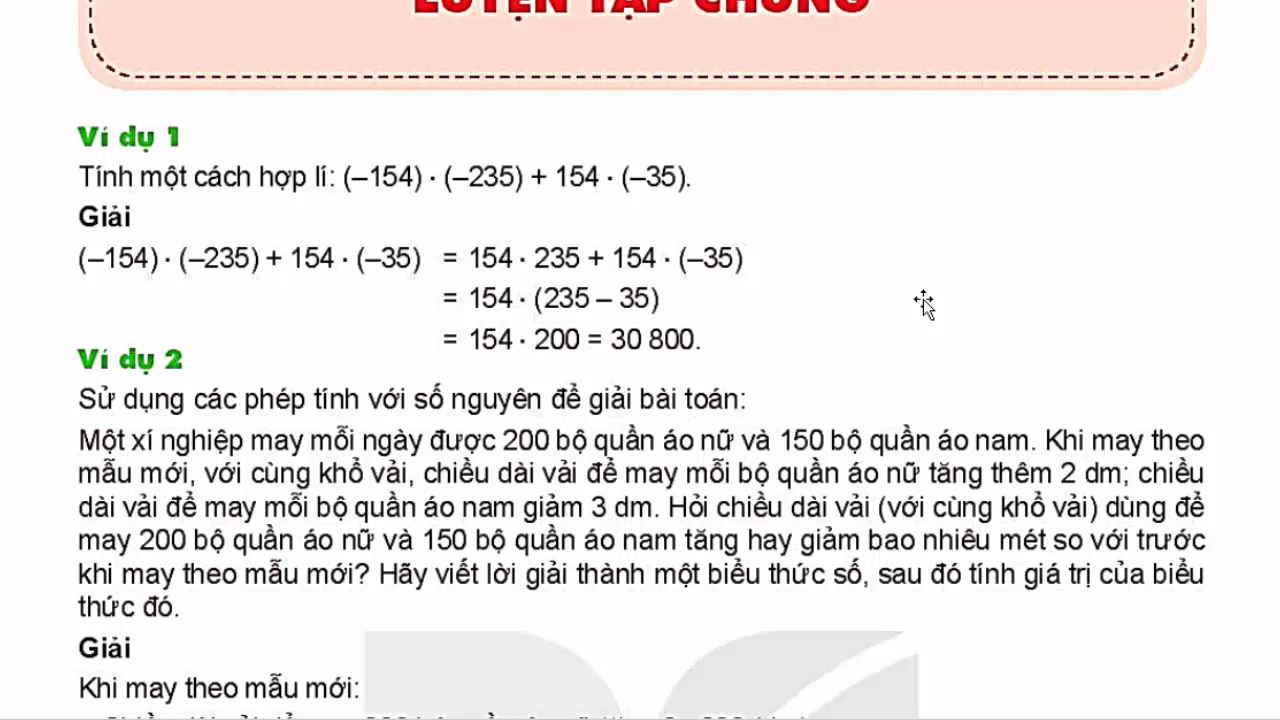 LUYỆN TẬP CHUNG
Ví dụ 1
Tính một cách hợp lí: (–154) · (–235) + 154 · (–35).
Giải
(–154) · (–235) + 154 · (–35) = 154 · 235 + 154 · (–35)
= 154 · (235 – 35)
= 154 · 200 = 30 800.
Ví dụ 2
Sử dụng các phép tính với số nguyên để giải bài toán:
Một xí nghiệp may mỗi ngày được 200 bộ quần áo nữ và 150 bộ quần áo nam. Khi may theo
mẫu mới, với cùng khổ vải, chiều dài vải để may mỗi bộ quần áo nữ tăng thêm 2 dm; chiều
dài vải để may mỗi bộ quần áo nam giảm 3 dm. Hỏi chiều dài vải (với cùng khổ vải) dùng để
may 200 bộ quần áo nữ và 150 bộ quần áo nam tăng hay giảm bao nhiêu mét so với trước
khi may theo mẫu mới? Hãy viết lời giải thành một biểu thức số, sau đó tính giá trị của biểu
thức đó.
Giải
Khi may theo mẫu mới: